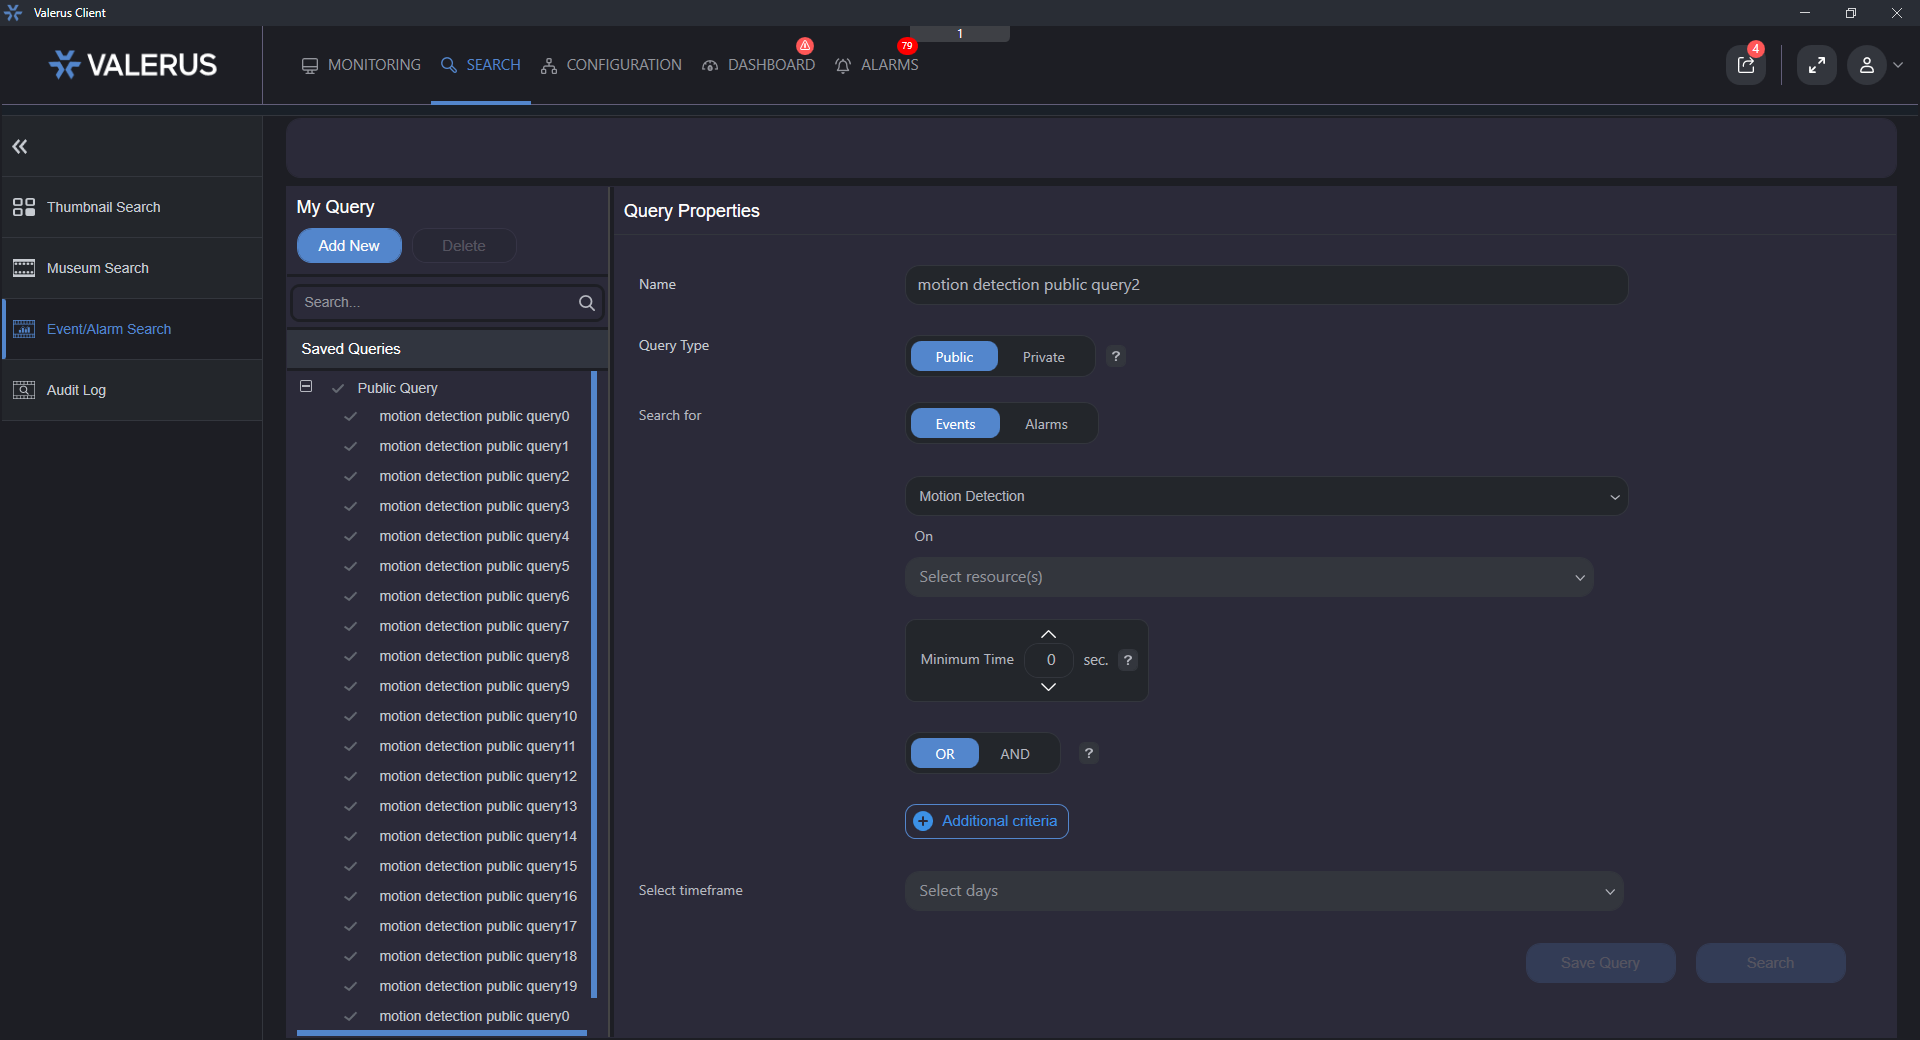 Valerus Client
1
VALERUS
MONITORING
SEARCH
CONFIGURATION
DASHBOARD
79
ALARMS
4
Thumbnail Search
Museum Search
Event/Alarm Search
Audit Log
My Query
Add New
Delete
Search...
Saved Queries
Public Query
motion detection public query0
motion detection public query1
motion detection public query2
motion detection public query3
motion detection public query4
motion detection public query5
motion detection public query6
motion detection public query7
motion detection public query8
motion detection public query9
motion detection public query10
motion detection public query11
motion detection public query12
motion detection public query13
motion detection public query14
motion detection public query15
motion detection public query16
motion detection public query17
motion detection public query18
motion detection public query19
motion detection public query0
Query Properties
Name
motion detection public query2
Query Type
Public
Private
?
Search for
Events
Alarms
Motion Detection
On
Select resource(s)
Minimum Time
0
sec.
?
OR
AND
?
Additional criteria
Select timeframe
Select days
Save Query
Search